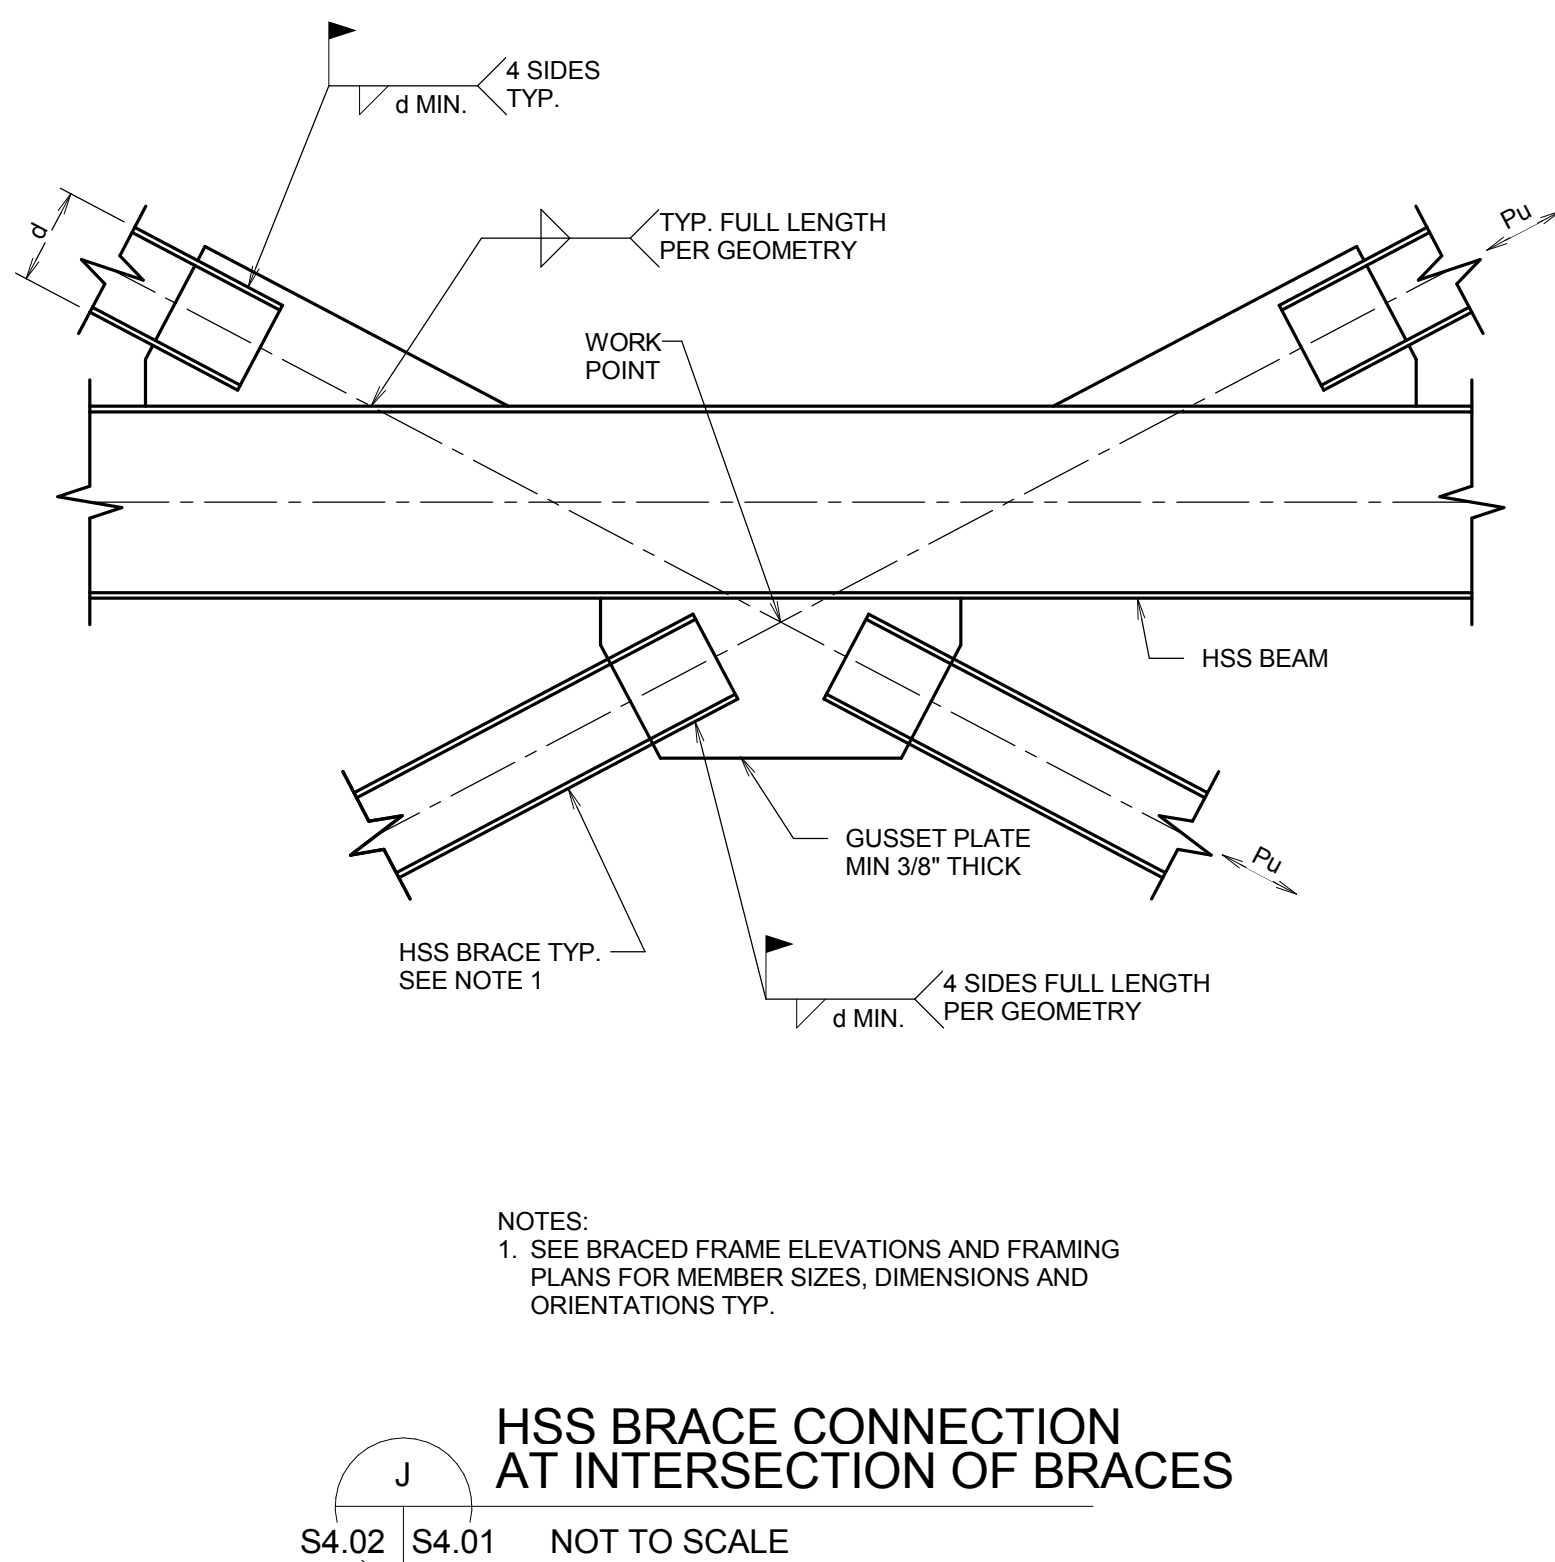 4 SIDES
TYP.
d MIN.
d
TYP. FULL LENGTH
PER GEOMETRY
Pu
WORK
POINT
HSS BEAM
GUSSET PLATE
MIN 3/8" THICK
Pu
HSS BRACE TYP.
SEE NOTE 1
4 SIDES FULL LENGTH
PER GEOMETRY
d MIN.
NOTES:
1. SEE BRACED FRAME ELEVATIONS AND FRAMING
PLANS FOR MEMBER SIZES, DIMENSIONS AND
ORIENTATIONS TYP.
HSS BRACE CONNECTION
AT INTERSECTION OF BRACES
J
S4.02 S4.01 NOT TO SCALE